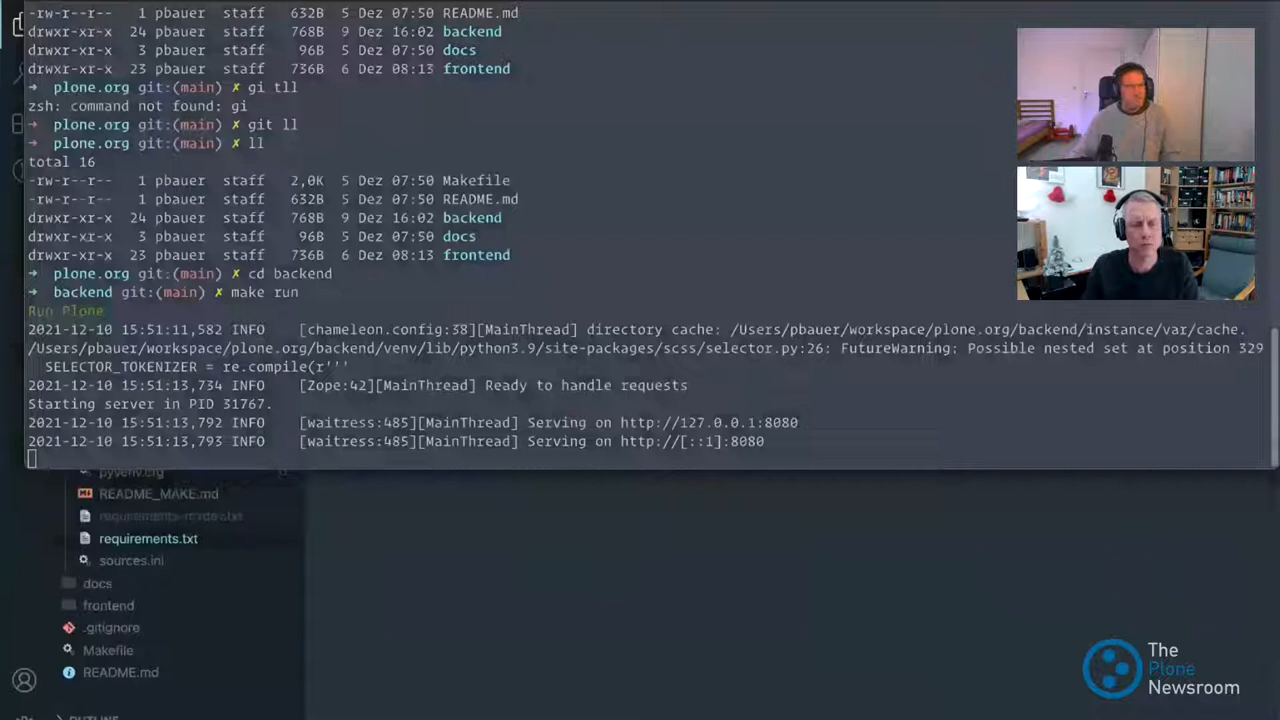 -rw-r--r-- 1 pbauer staff 632B 5 Dez 07:50 README.md
drwxr-xr-x 24 pbauer staff 768B 9 Dez 16:02 backend
drwxr-xr-x 3 pbauer staff 96B 5 Dez 07:50 docs
drwxr-xr-x 23 pbauer staff 736B 6 Dez 08:13 frontend
➜ plone.org git:(main) ✗ gi tll
zsh: command not found: gi
➜ plone.org git:(main) ✗ git ll
➜ plone.org git:(main) ✗ ll
total 16
-rw-r--r-- 1 pbauer staff 2,0K 5 Dez 07:50 Makefile
-rw-r--r-- 1 pbauer staff 632B 5 Dez 07:50 README.md
drwxr-xr-x 24 pbauer staff 768B 9 Dez 16:02 backend
drwxr-xr-x 3 pbauer staff 96B 5 Dez 07:50 docs
drwxr-xr-x 23 pbauer staff 736B 6 Dez 08:13 frontend
➜ plone.org git:(main) ✗ cd backend
➜ backend git:(main) ✗ make run
Run Plone
2021-12-10 15:51:11,582 INFO [chameleon.config:38][MainThread] directory cache: /Users/pbauer/workspace/plone.org/backend/instance/var/cache.
/Users/pbauer/workspace/plone.org/backend/venv/lib/python3.9/site-packages/scss/selector.py:26: FutureWarning: Possible nested set at position 329
SELECTOR_TOKENIZER = re.compile(r'''
2021-12-10 15:51:13,734 INFO [Zope:42][MainThread] Ready to handle requests
Starting server in PID 31767.
2021-12-10 15:51:13,792 INFO [waitress:485][MainThread] Serving on http://127.0.0.1:8080
2021-12-10 15:51:13,793 INFO [waitress:485][MainThread] Serving on http://[::1]:8080
pyvenv.cfg
README_MAKE.md
requirements.txt
sources.ini
docs
frontend
.gitignore
Makefile
README.md
OUTLINE
The
Plone
Newsroom